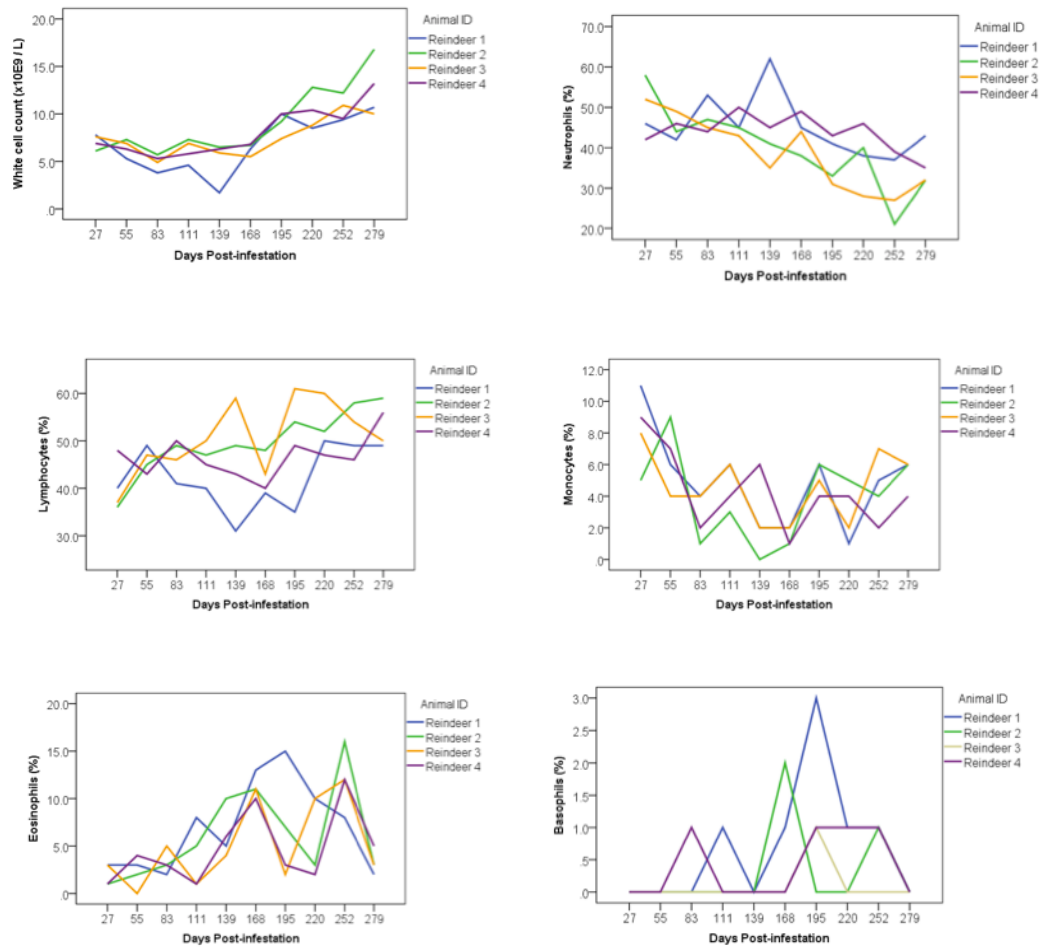 Animal ID
Reindeer 1
Reindeer 2
Reindeer 3
Reindeer 4
White cell count (x10E9 / L)
20.0
15.0
10.0
5.0
.0
27 55 83 111 139 168 195 220 252 279
Days Post-infestation
Animal ID
Reindeer 1
Reindeer 2
Reindeer 3
Reindeer 4
Neutrophils (%)
70.0
60.0
50.0
40.0
30.0
20.0
27 55 83 111 139 168 195 220 252 279
Days Post-infestation
Animal ID
Reindeer 1
Reindeer 2
Reindeer 3
Reindeer 4
Lymphocytes (%)
60.0
50.0
40.0
30.0
27 55 83 111 139 168 195 220 252 279
Days Post-infestation
Animal ID
Reindeer 1
Reindeer 2
Reindeer 3
Reindeer 4
Monocytes (%)
12.0
10.0
8.0
6.0
4.0
2.0
.0
27 55 83 111 139 168 195 220 252 279
Days Post-infestation
Animal ID
Reindeer 1
Reindeer 2
Reindeer 3
Reindeer 4
Eosinophils (%)
20.0
15.0
10.0
5.0
.0
27 55 83 111 139 168 195 220 252 279
Days Post-infestation
Animal ID
Reindeer 1
Reindeer 2
Reindeer 3
Reindeer 4
Basophils (%)
3.0
2.5
2.0
1.5
1.0
.5
.0
27 55 83 111 139 168 195 220 252 279
Days Post-infestation